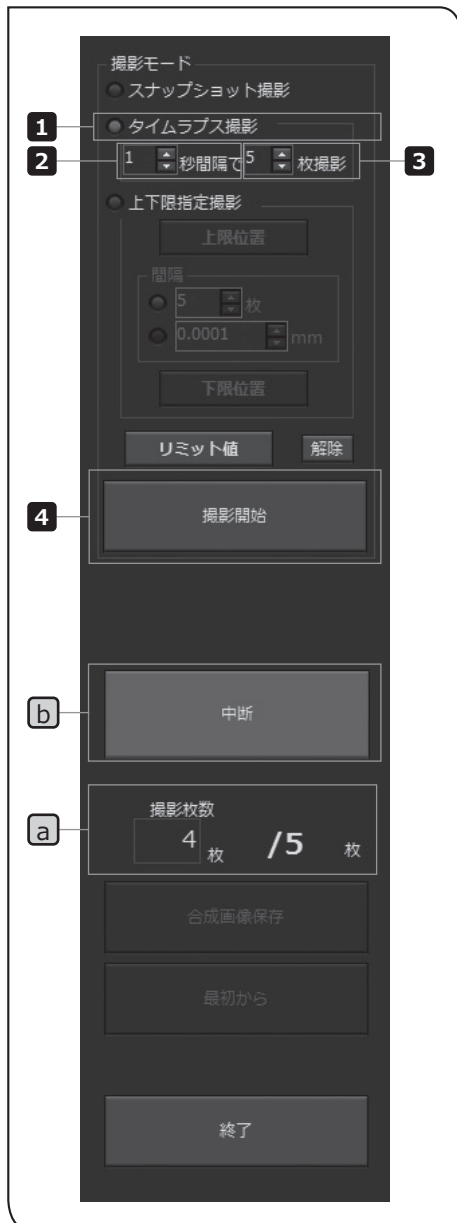 撮影モード
スナップショット撮影
1 タイムラプス撮影
2 1 秒間隔で 5 枚撮影 3
上下限指定撮影
上限位置
間隔
5 枚
0.0001 mm
下限位置
リミット値 解除
4 撮影開始
b 中断
撮影枚数
a 4 枚 /5 枚
合成画像保存
最初から
終了